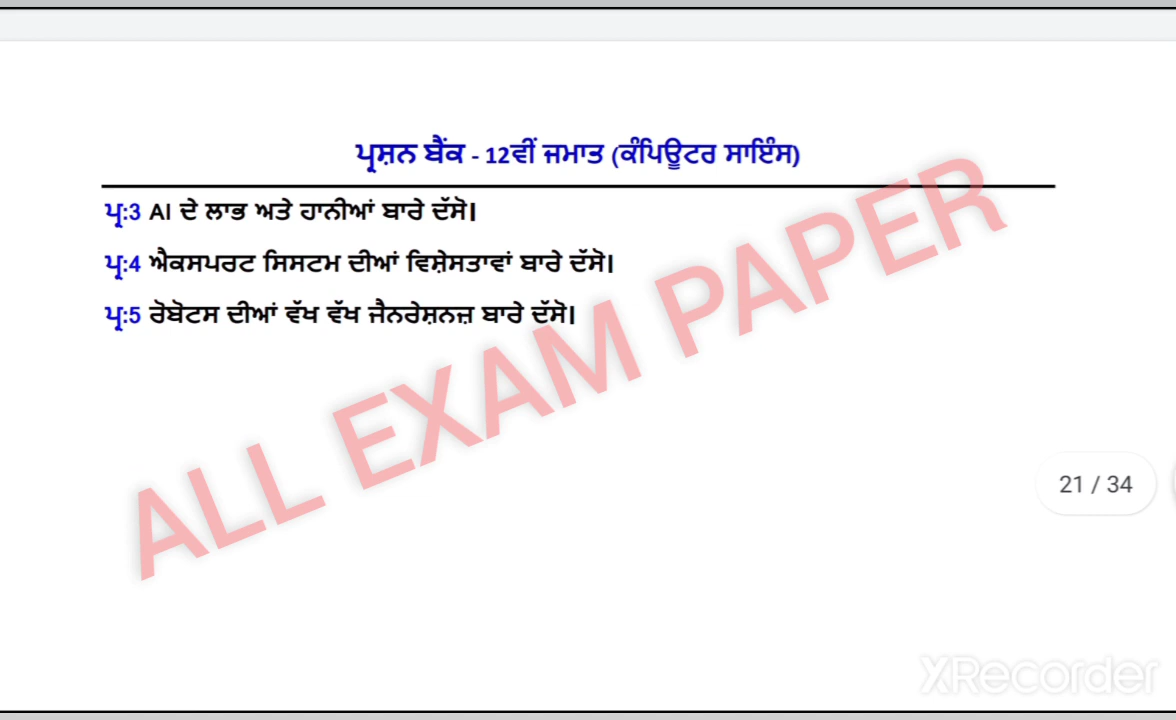 ਪ੍ਰਸ਼ਨ ਬੈਂਕ - 12ਵੀਂ ਜਮਾਤ (ਕੰਪਿਊਟਰ ਸਾਇੰਸ)
ਪ੍ਰ:3 AI ਦੇ ਲਾਭ ਅਤੇ ਹਾਨੀਆਂ ਬਾਰੇ ਦੱਸੋ।
ਪ੍ਰ:4 ਐਕਸਪਰਟ ਸਿਸਟਮ ਦੀਆਂ ਵਿਸ਼ੇਸਤਾਵਾਂ ਬਾਰੇ ਦੱਸੋ।
ਪ੍ਰ:5 ਰੋਬੋਟਸ ਦੀਆਂ ਵੱਖ ਵੱਖ ਜੈਨਰੇਸ਼ਨਜ਼ ਬਾਰੇ ਦੱਸੋ।
ALL EXAM PAPER
21 / 34
XRecorder